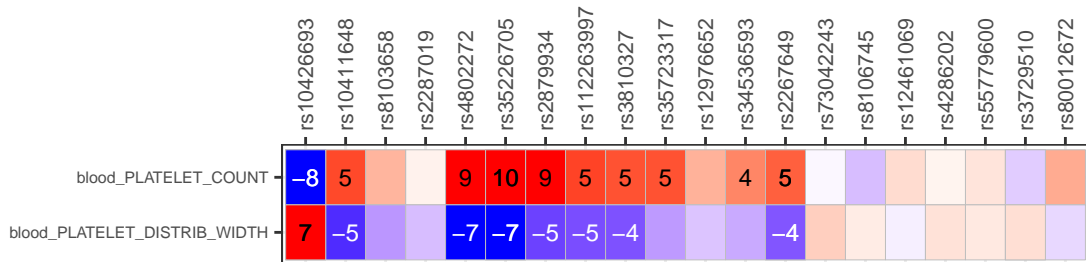 rs10426693 rs10411648 rs8103658 rs2287019 rs4802272 rs35226705 rs2879934 rs112263997 rs3810327 rs35723317 rs12976652 rs34536593 rs2267649 rs73042243 rs8106745 rs12461069 rs4286202 rs55779600 rs3729510 rs80012672
blood_PLATELET_COUNT −8 5 9 10 9 5 5 5 4 5
blood_PLATELET_DISTRIB_WIDTH 7 −5 −7 −7 −5 −5 −4 −4